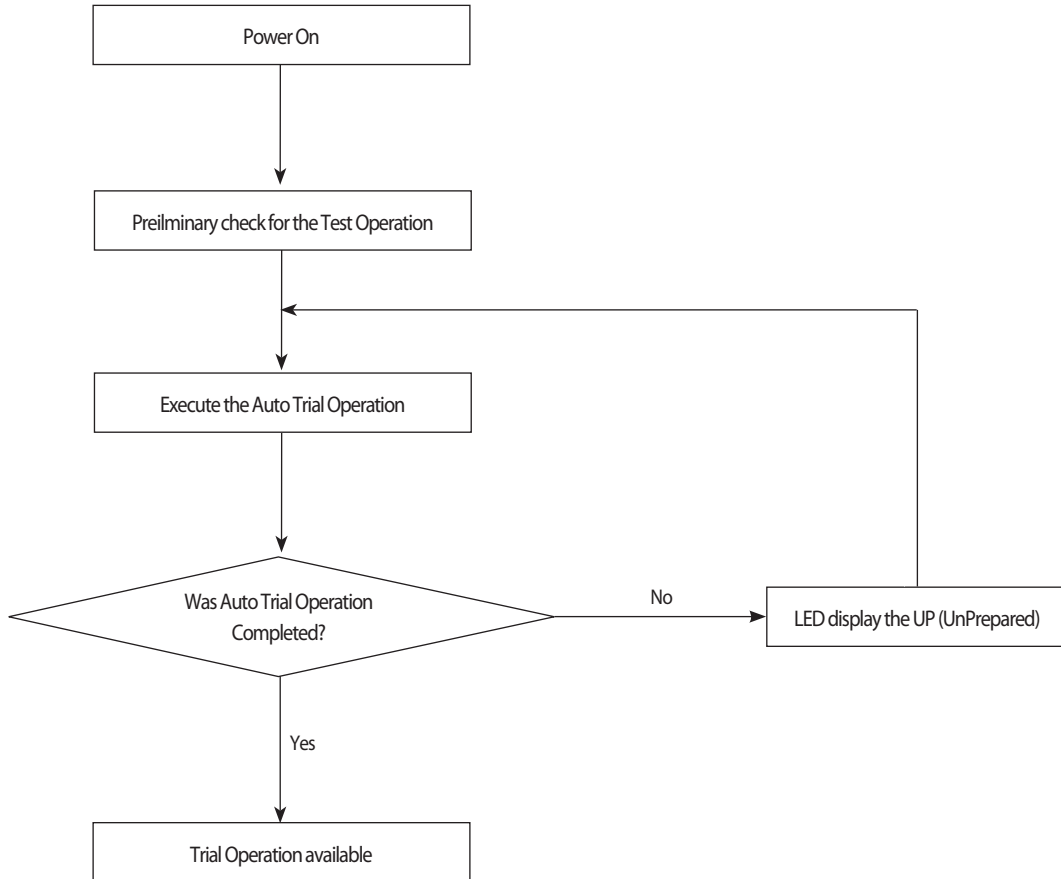 Power On
Preilminary check for the Test Operation
Execute the Auto Trial Operation
Was Auto Trial Operation
Completed?
No
LED display the UP (UnPrepared)
Yes
Trial Operation available